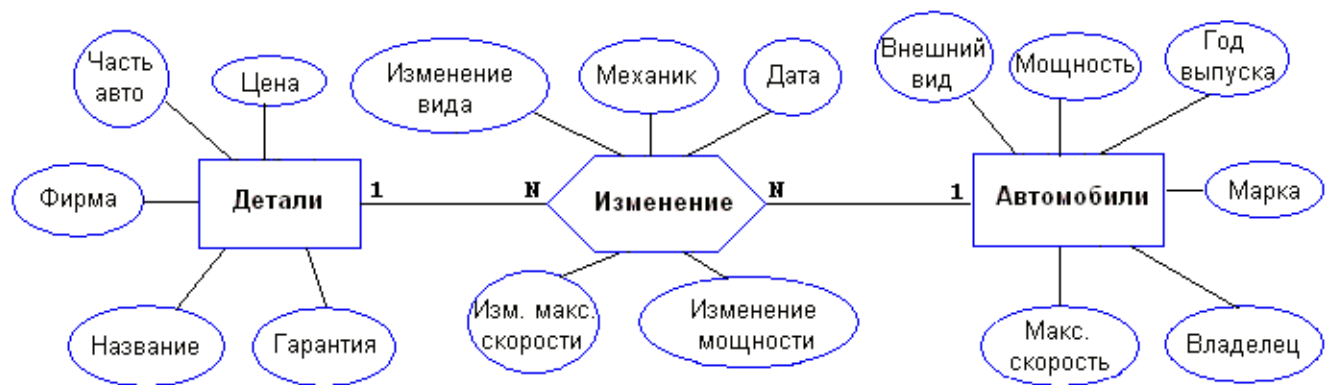 Часть
авто
Цена
Изменение
вида
Механик
Дата
Внешний
вид
Мощность
Год
выпуска
Фирма
Детали
1
N
Изменение
N
1
Автомобили
Марка
Название
Гарантия
Изм. макс.
скорости
Изменение
мощности
Макс.
скорость
Владелец